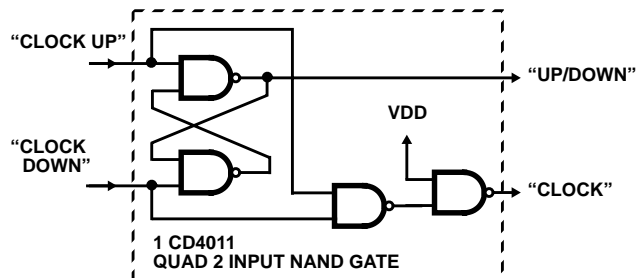 “CLOCK UP”
“UP/DOWN”
VDD
“CLOCK
DOWN”
“CLOCK”
1 CD4011
QUAD 2 INPUT NAND GATE